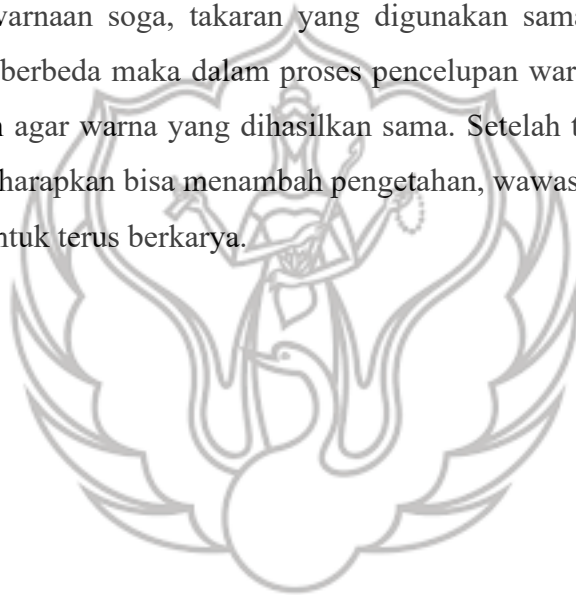 varnaan soga, takaran yang digunakan sama
berbeda maka dalam proses pencelupan war
agar warna yang dihasilkan sama. Setelah t
harapkan bisa menambah pengetahan, wawas
ntuk terus berkarya.